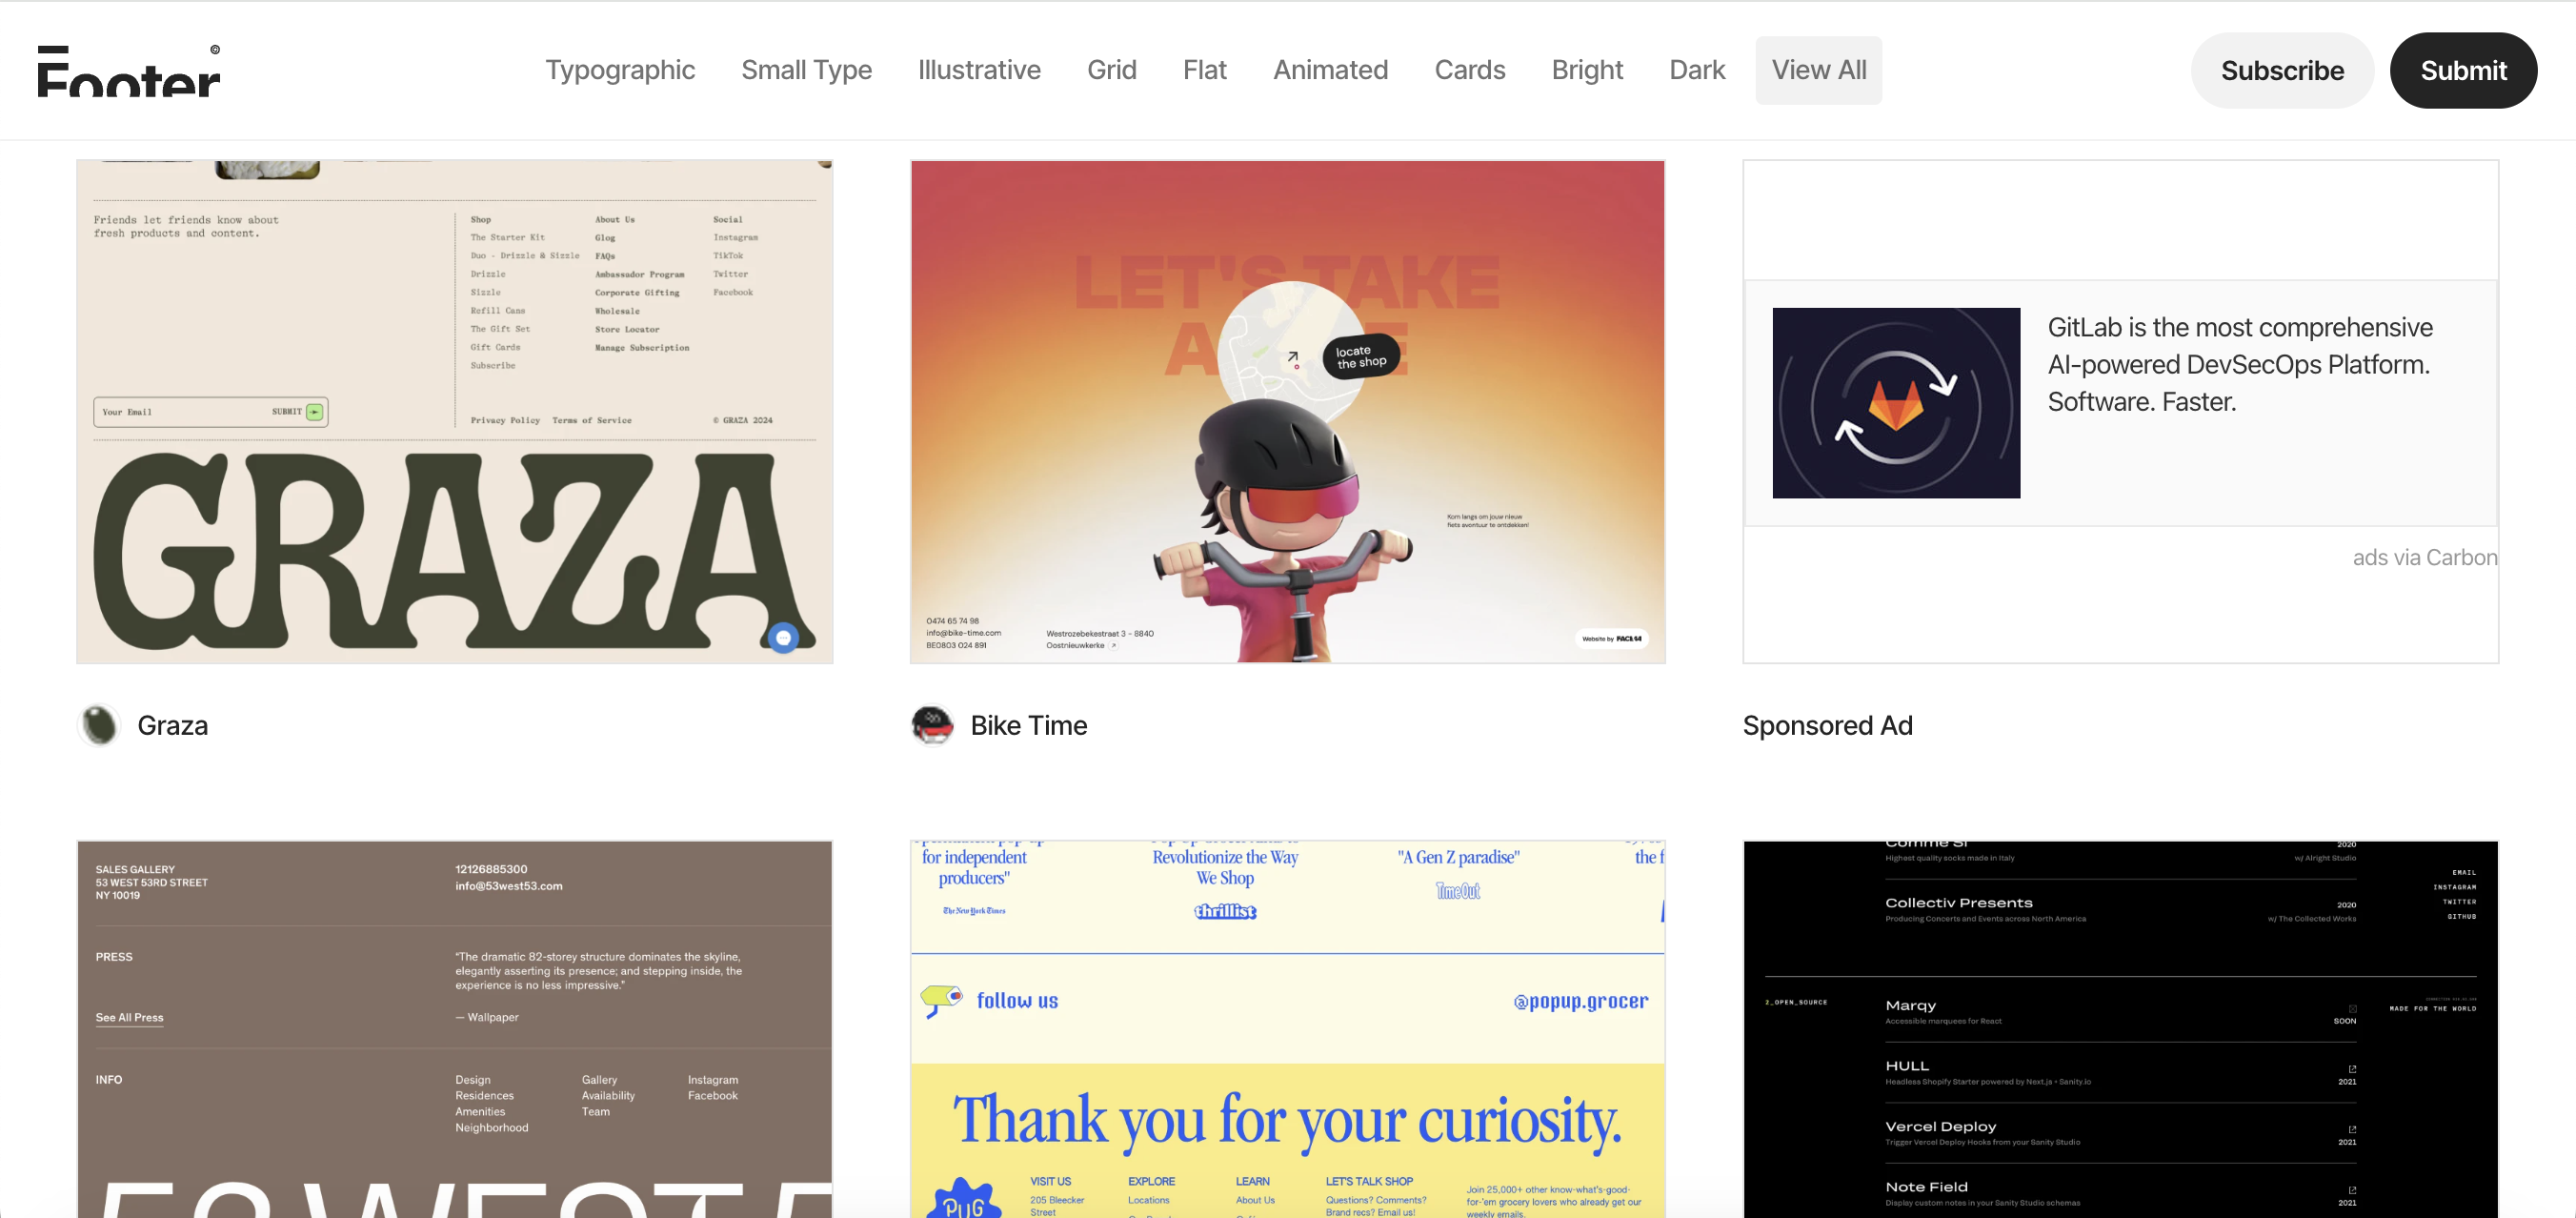 Footer ©
Typographic
Small Type
Illustrative
Grid
Flat
Animated
Cards
Bright
Dark
View All
Subscribe
Submit
Friends let friends know about
fresh products and content.
Shop
The Starter Kit
Duo - Drizzle & Sizzle
Drizzle
Sizzle
Refill Cans
The Gift Set
Gift Cards
Subscribe
About Us
Glog
FAQs
Ambassador Program
Corporate Gifting
Wholesale
Store Locator
Manage Subscription
Social
Instagram
TikTok
Twitter
Facebook
Your Email
SUBMIT
Privacy Policy
Terms of Service
© GRAZA 2024
GRAZA
Graza
LET'S TAKE
locate
the shop
Kom langs om jouw nieuw
fiets avontuur te ontdekken!
0474 65 74 98
info@bike-time.com
BE0803 024 891
Westrozebekestraat 3 - 8840
Oostnieuwkerke
Website by
Bike Time
GitLab is the most comprehensive
AI-powered DevSecOps Platform.
Software. Faster.
ads via Carbon
Sponsored Ad
SALES GALLERY
53 WEST 53RD STREET
NY 10019
12126885300
info@53west53.com
PRESS
"The dramatic 82-storey structure dominates the skyline,
elegantly asserting its presence; and stepping inside, the
experience is no less impressive."
See All Press
— Wallpaper
INFO
Design
Residences
Amenities
Neighborhood
Gallery
Availability
Team
Instagram
Facebook
53 WEST 5
for independent
producers"
The New York Times
Revolutionize the Way
We Shop
thrillist
"A Gen Z paradise"
TimeOut
the f
follow us
@popup.grocer
Thank you for your curiosity.
PUG
VISIT US
205 Bleecker
Street
EXPLORE
Locations
LEARN
About Us
LET'S TALK SHOP
Questions? Comments?
Brand recs? Email us!
Join 25,000+ other know-what's-good-
for-'em grocery lovers who already get our
weekly emails.
Comme Si
Highest quality socks made in Italy
2020
w/ Alright Studio
Collectiv Presents
Producing Concerts and Events across North America
2020
w/ The Collected Works
EMAIL
INSTAGRAM
TWITTER
GITHUB
2_OPEN_SOURCE
Marqy
Accessible marquees for React
SOON
MADE FOR THE WORLD
HULL
Headless Shopify Starter powered by Next.js + Sanity.io
2021
Vercel Deploy
Trigger Vercel Deploy Hooks from your Sanity Studio
2021
Note Field
Display custom notes in your Sanity Studio schemas
2021